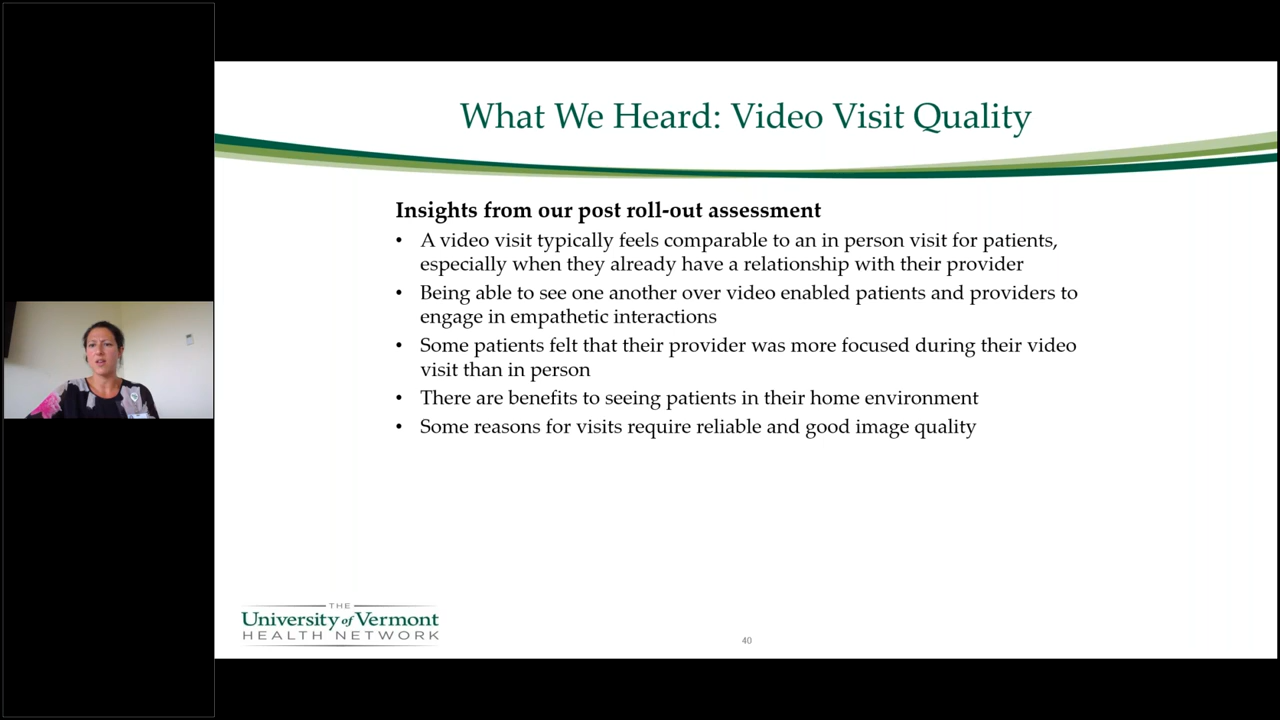 What We Heard: Video Visit Quality
Insights from our post roll-out assessment
• A video visit typically feels comparable to an in person visit for patients,
especially when they already have a relationship with their provider
• Being able to see one another over video enabled patients and providers to
engage in empathetic interactions
• Some patients felt that their provider was more focused during their video
visit than in person
• There are benefits to seeing patients in their home environment
• Some reasons for visits require reliable and good image quality
THE
University of Vermont
HEALTH NETWORK
40